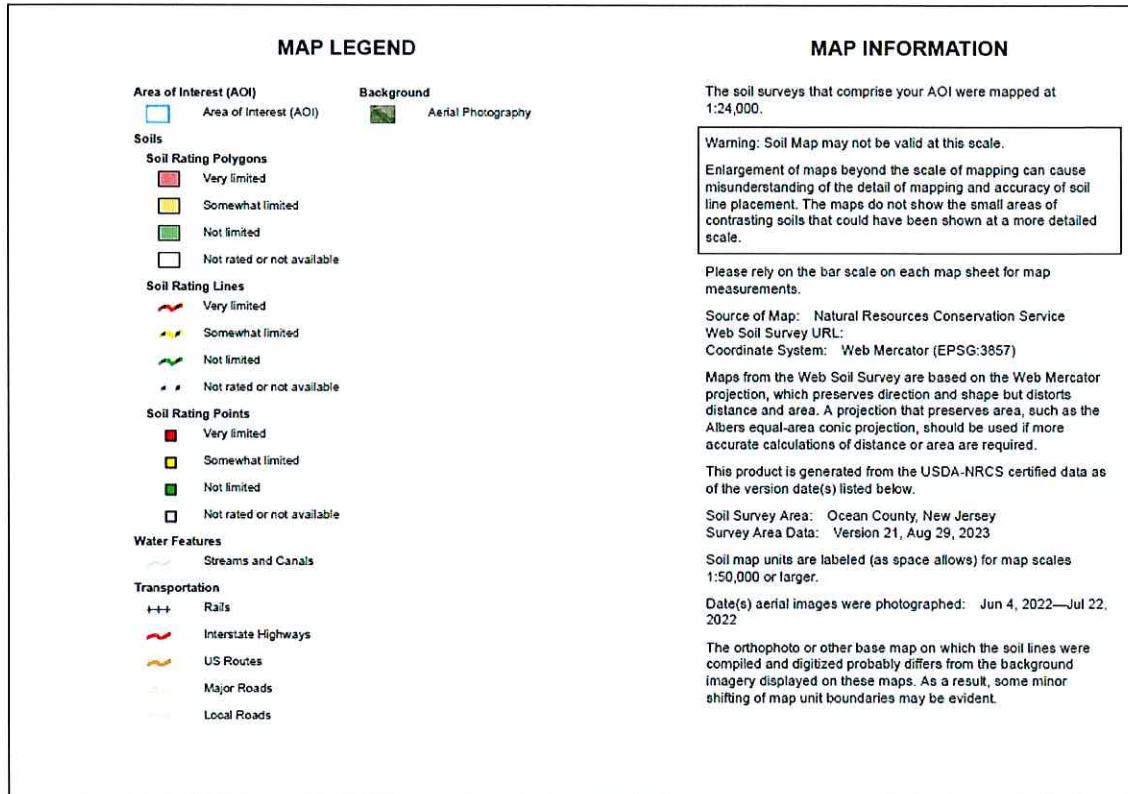 MAP LEGEND
Area of Interest (AOI)
Area of Interest (AOI)
Soils
Soil Rating Polygons
Very limited
Somewhat limited
Not limited
Not rated or not available
Soil Rating Lines
Very limited
Somewhat limited
Not limited
Not rated or not available
Soil Rating Points
Very limited
Somewhat limited
Not limited
Not rated or not available
Water Features
Streams and Canals
Transportation
Rails
Interstate Highways
US Routes
Major Roads
Local Roads
Background
Aerial Photography
MAP INFORMATION
The soil surveys that comprise your AOI were mapped at
1:24,000.
Warning: Soil Map may not be valid at this scale.
Enlargement of maps beyond the scale of mapping can cause
misunderstanding of the detail of mapping and accuracy of soil
line placement. The maps do not show the small areas of
contrasting soils that could have been shown at a more detailed
scale.
Please rely on the bar scale on each map sheet for map
measurements.
Source of Map: Natural Resources Conservation Service
Web Soil Survey URL:
Coordinate System: Web Mercator (EPSG:3857)
Maps from the Web Soil Survey are based on the Web Mercator
projection, which preserves direction and shape but distorts
distance and area. A projection that preserves area, such as the
Albers equal-area conic projection, should be used if more
accurate calculations of distance or area are required.
This product is generated from the USDA-NRCS certified data as
of the version date(s) listed below.
Soil Survey Area: Ocean County, New Jersey
Survey Area Data: Version 21, Aug 29, 2023
Soil map units are labeled (as space allows) for map scales
1:50,000 or larger.
Date(s) aerial images were photographed: Jun 4, 2022—Jul 22,
2022
The orthophoto or other base map on which the soil lines were
compiled and digitized probably differs from the background
imagery displayed on these maps. As a result, some minor
shifting of map unit boundaries may be evident.